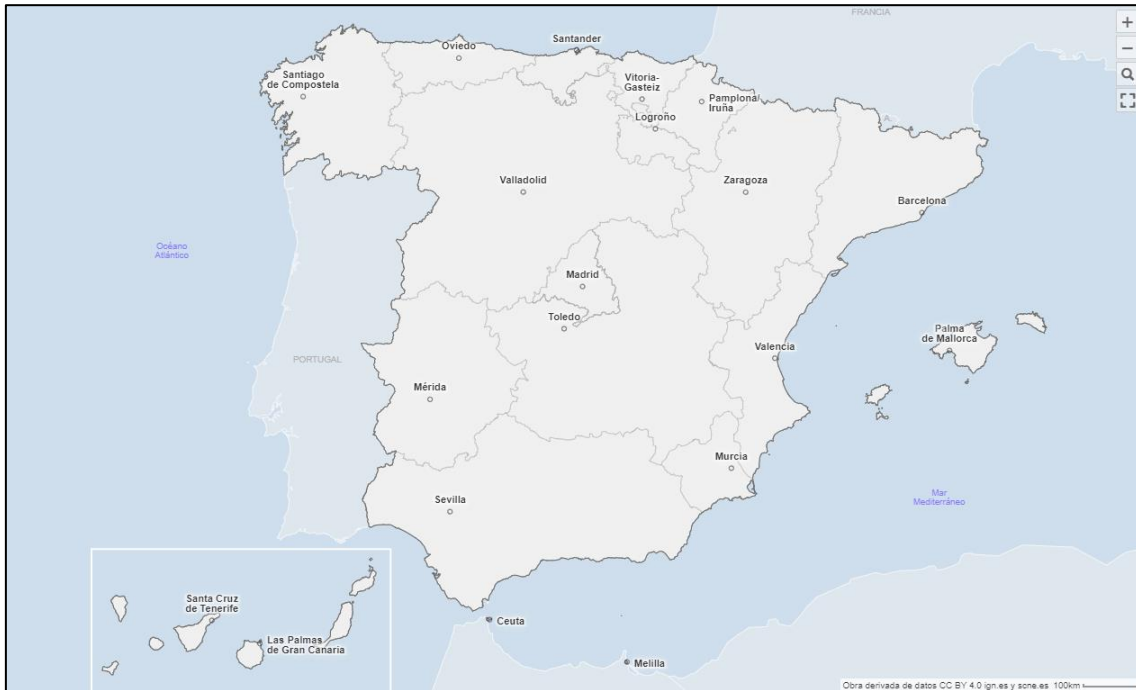 FRANCIA
Santander
Oviedo
Santiago
de Compostela
Vitoria-
Gasteiz
Pamplona/
Iruña
Logroño
A...
Valladolid
Zaragoza
Barcelona
Océano
Atlántico
Madrid
Toledo
Palma
de Mallorca
Valencia
PORTUGAL
Mérida
Murcia
Sevilla
Mar
Mediterráneo
Santa Cruz
de Tenerife
Las Palmas
de Gran Canaria
Ceuta
Melilla
Obra derivada de datos CC BY 4.0 ign.es y scne.es 100km